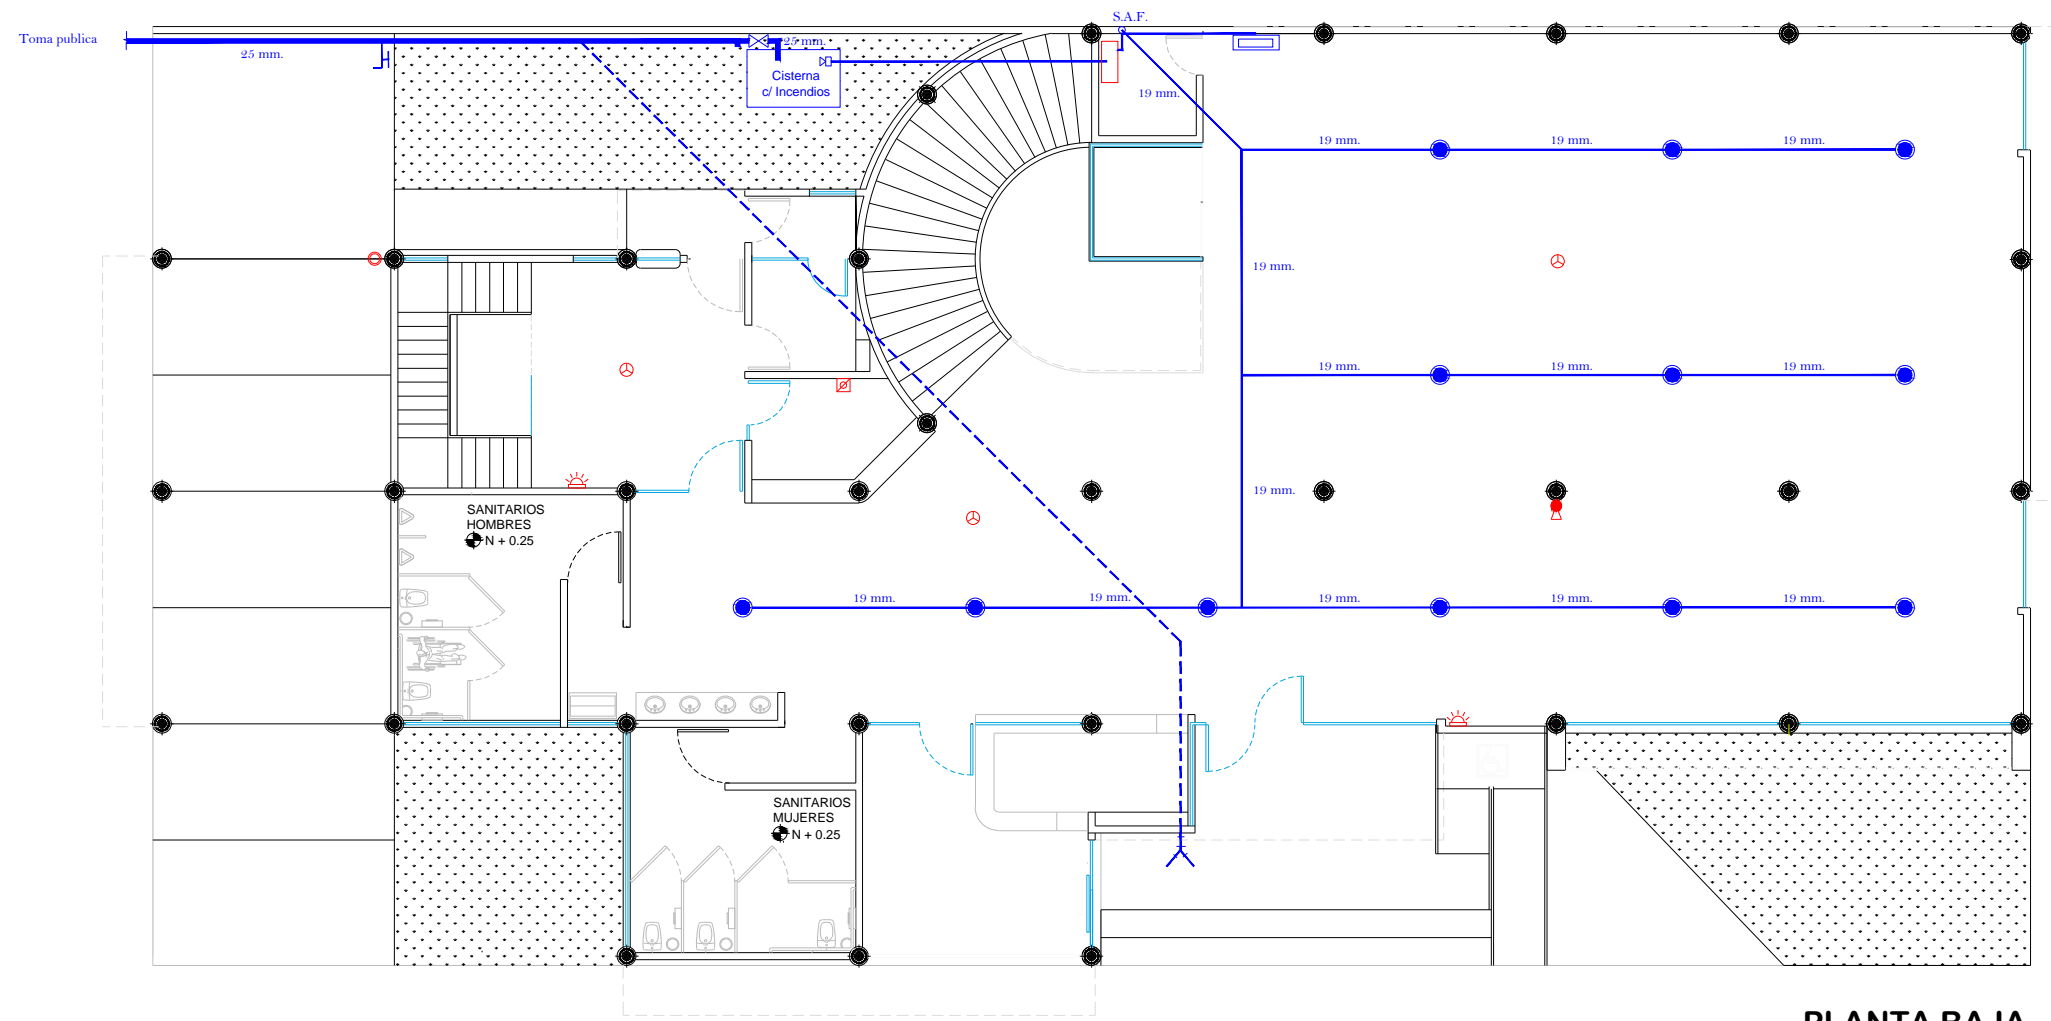 S.A.F.
Toma publica
25 mm.
25 mm.
Cisterna
c/ Incendios
19 mm.
19 mm.
19 mm.
19 mm.
19 mm.
19 mm.
19 mm.
19 mm.
19 mm.
SANITARIOS
HOMBRES
N + 0.25
19 mm.
19 mm.
19 mm.
19 mm.
19 mm.
SANITARIOS
MUJERES
N + 0.25
PLANTA BAJA